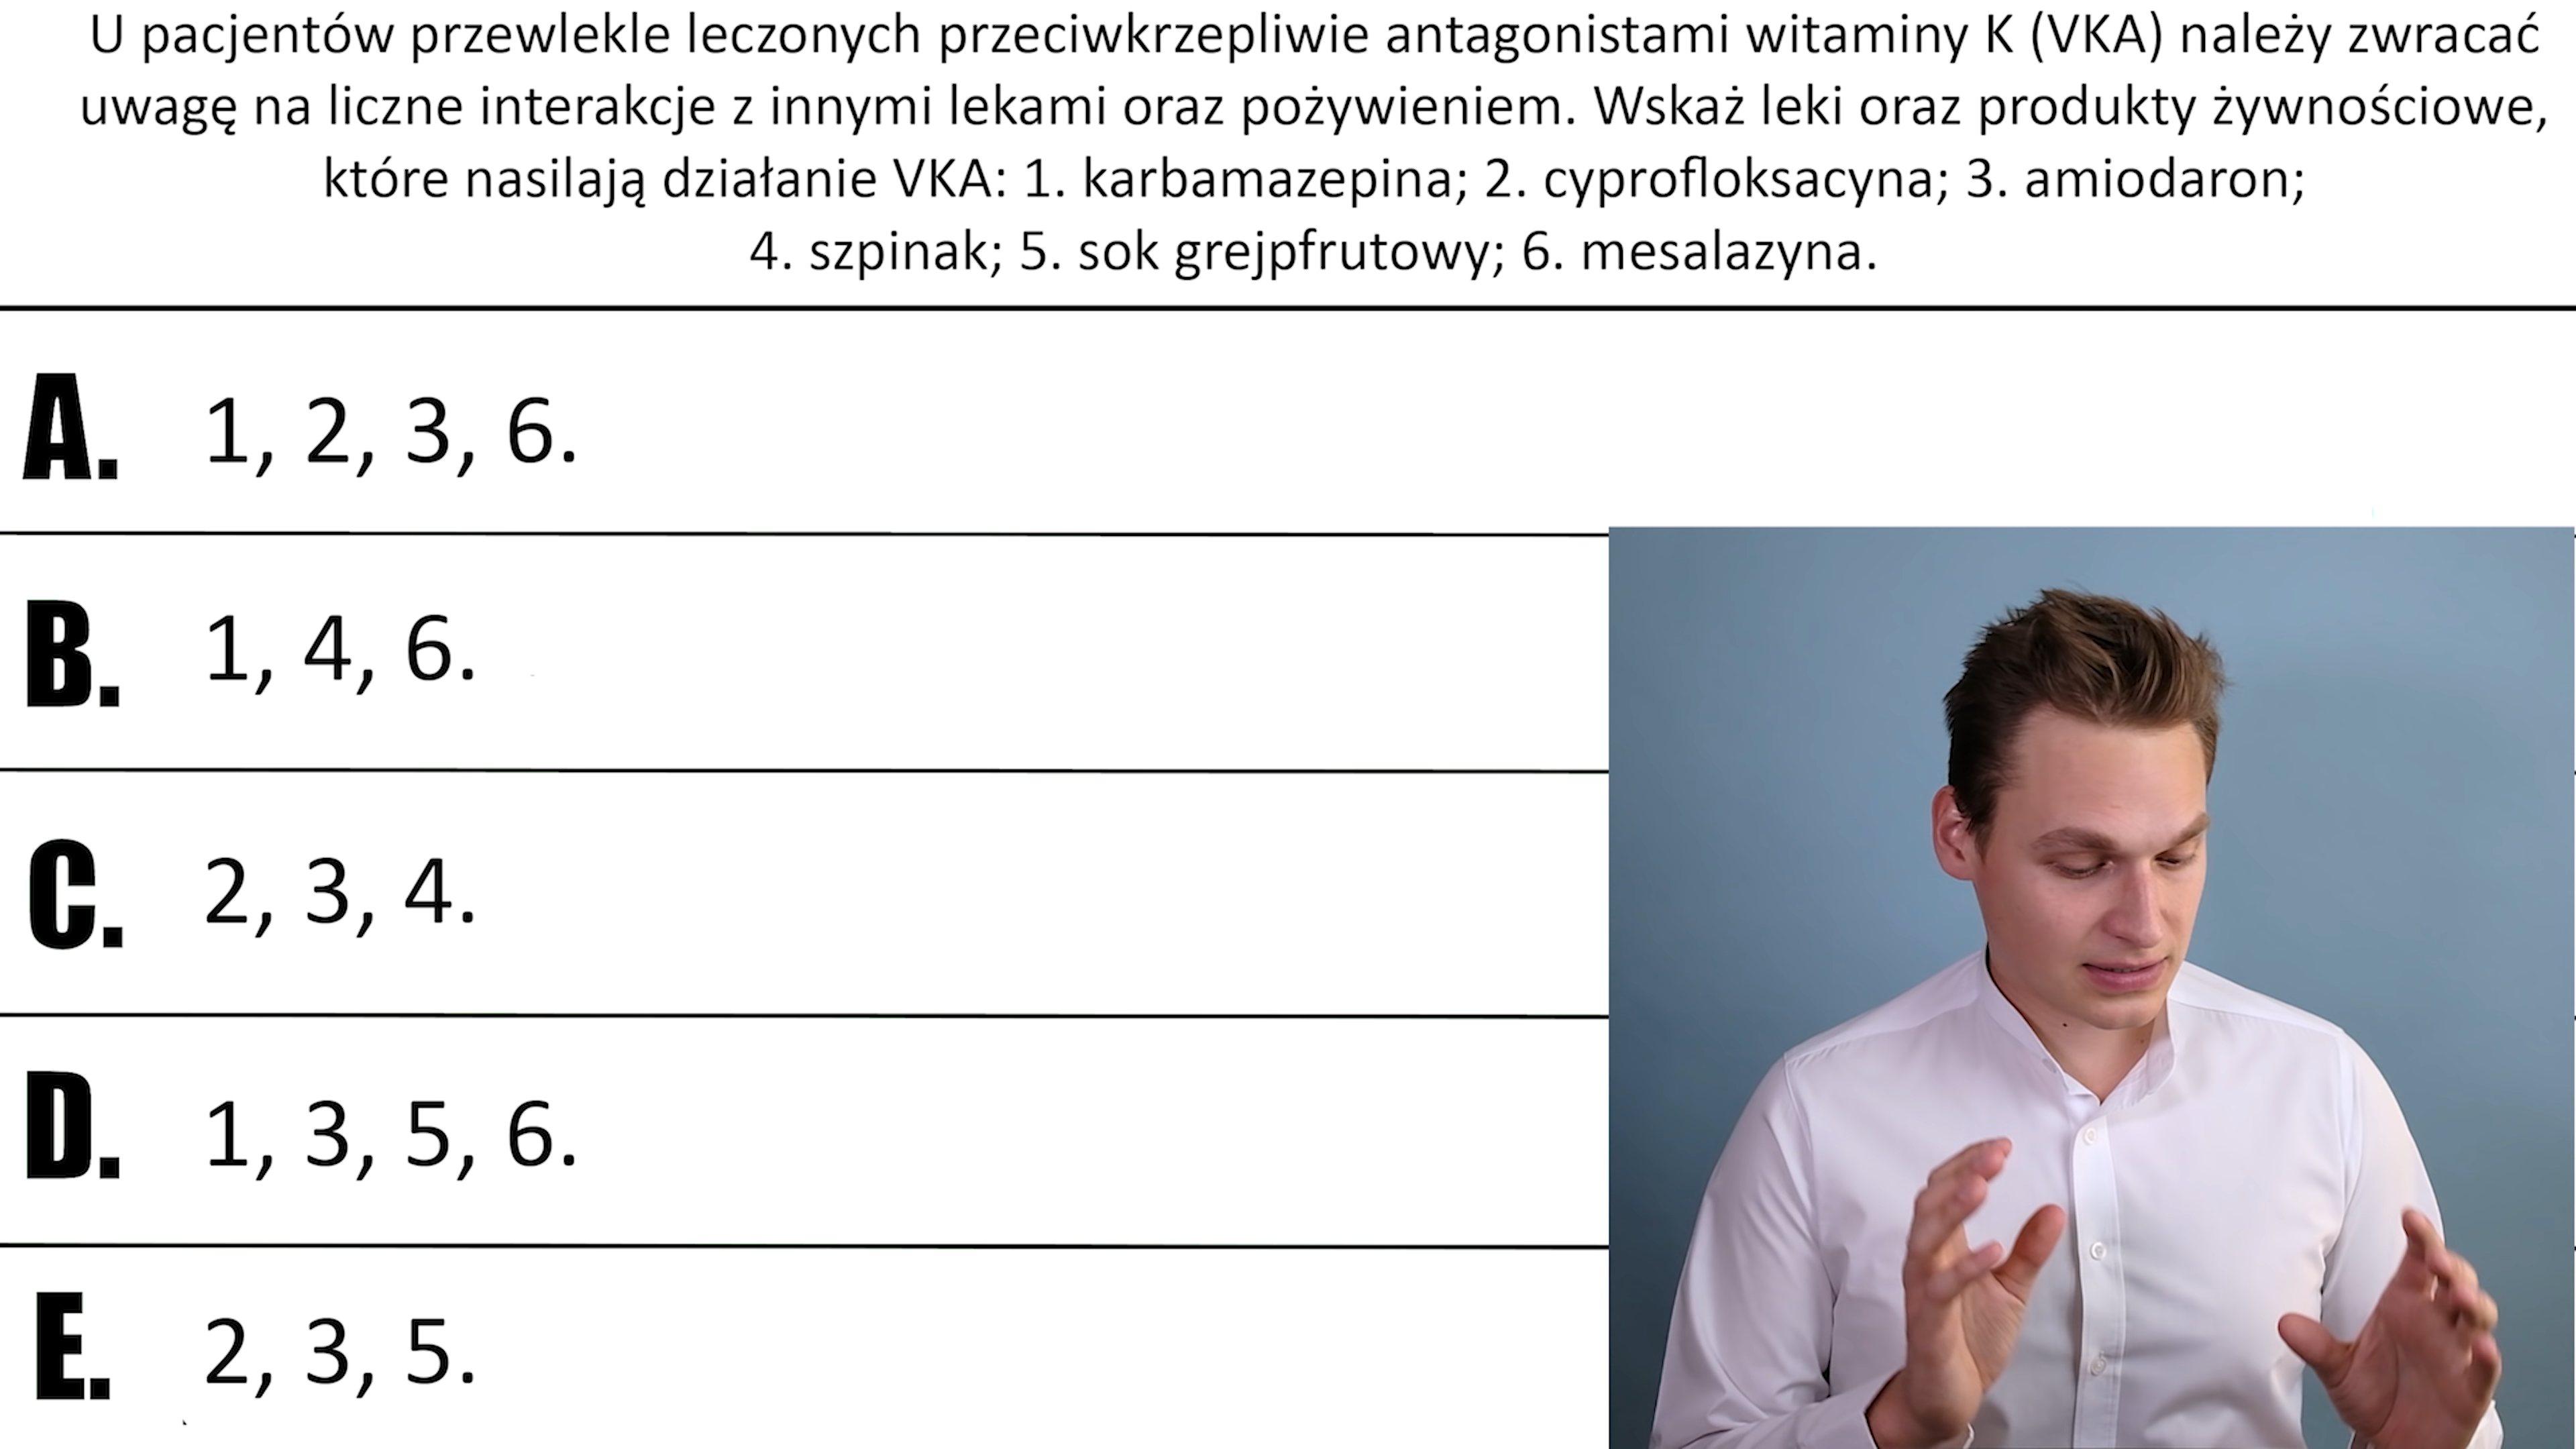 U pacjentów przewlekle leczonych przeciwkrzepliwie antagonistami witaminy K (VKA) należy zwracać
uwagę na liczne interakcje z innymi lekami oraz pożywieniem. Wskaż leki oraz produkty żywnościowe,
które nasilają działanie VKA: 1. karbamazepina; 2. cyprofloksacyna; 3. amiodaron;
4. szpinak; 5. sok grejpfrutowy; 6. mesalazyna.
A. 1, 2, 3, 6.
B. 1, 4, 6.
C. 2, 3, 4.
D. 1, 3, 5, 6.
E. 2, 3, 5.